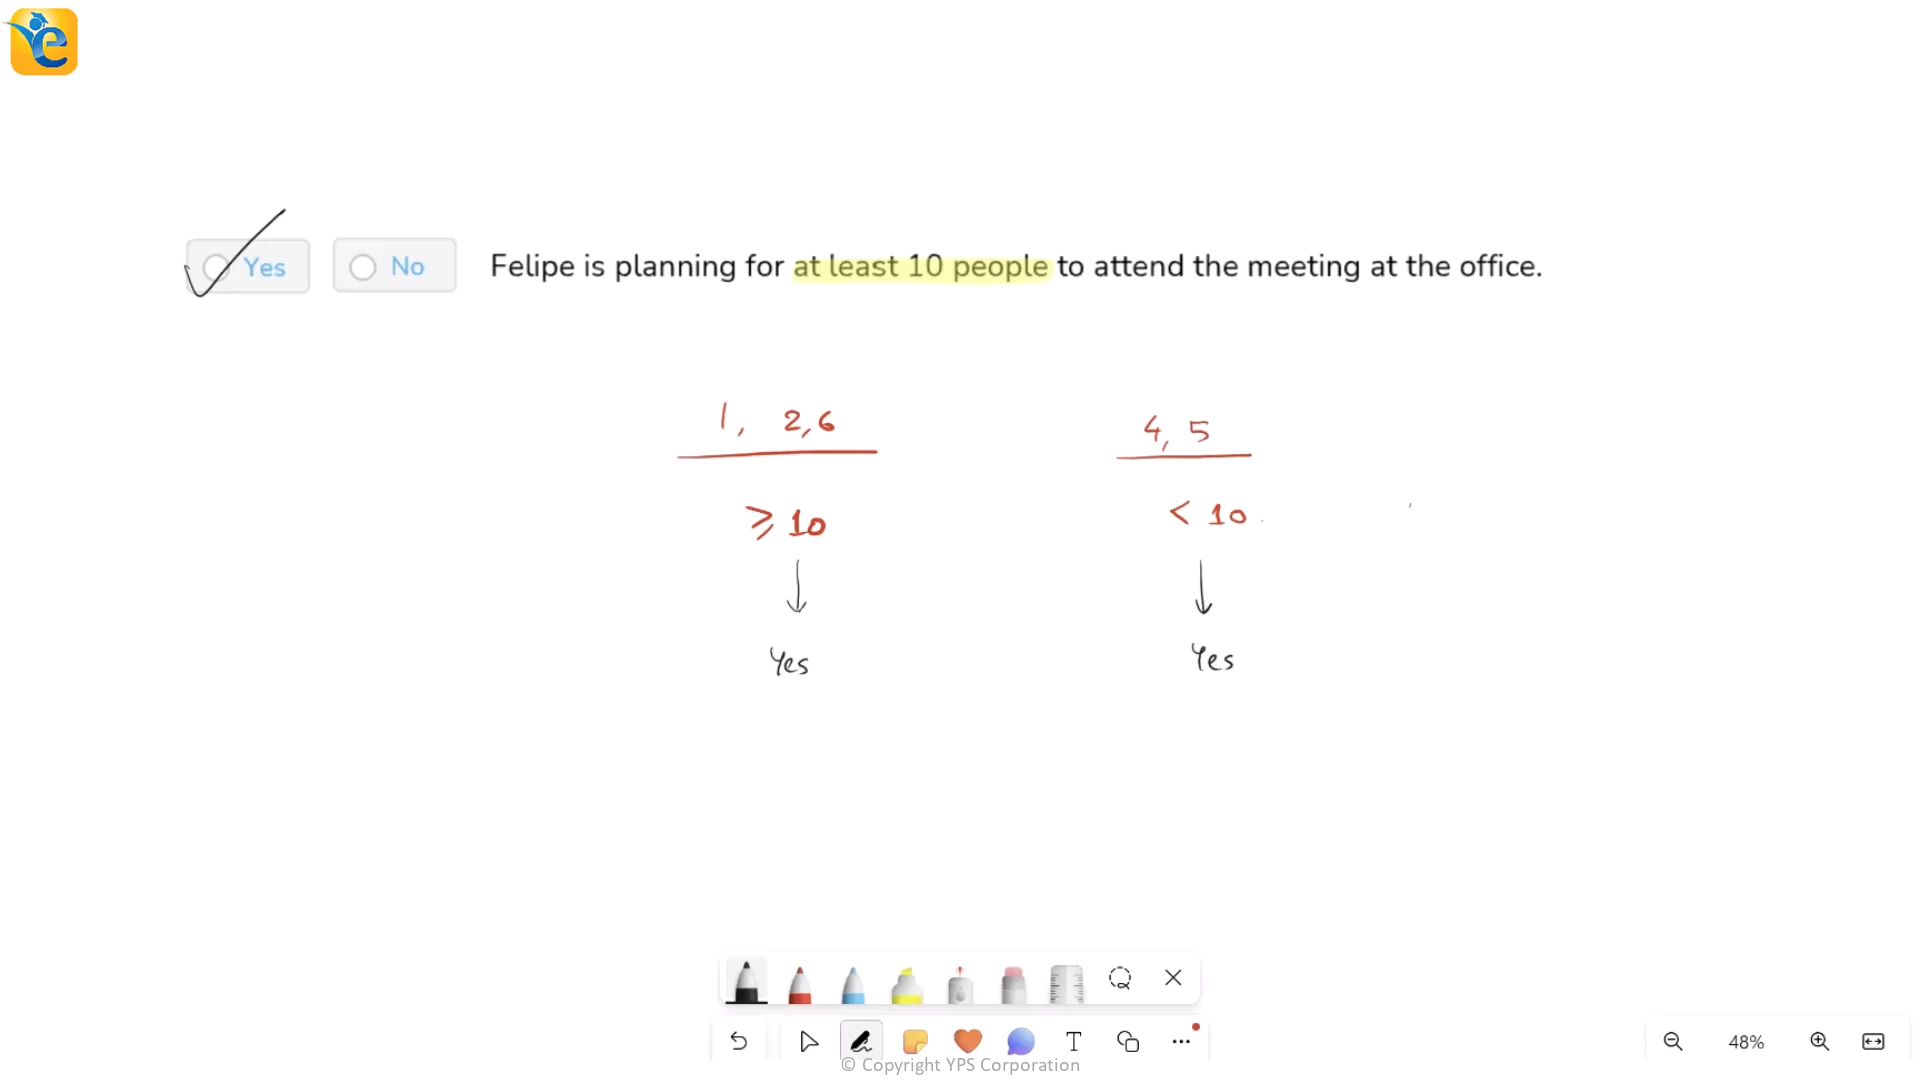 Yes No Felipe is planning for at least 10 people to attend the meeting at the office.
1, 2,6 4, 5
≥ 10 < 10
Yes Yes
48%
© Copyright YPS Corporation